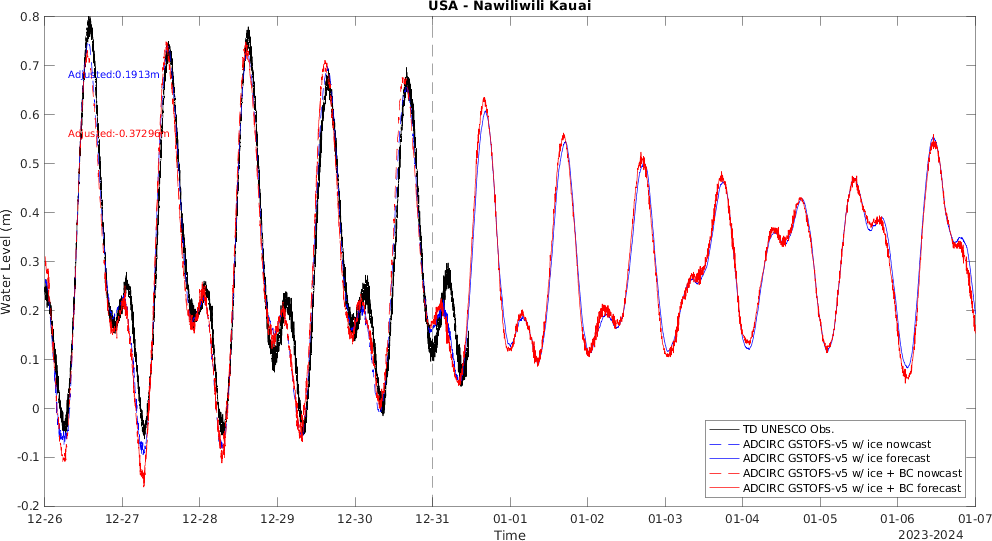 USA - Nawiliwili Kauai
0.8
0.7
0.6
0.5
0.4
0.3
0.2
0.1
0
-0.1
-0.2
Water Level (m)
Adjusted:0.1913m
Adjusted:-0.37296m
TD UNESCO Obs.
ADCIRC GSTOFS-v5 w/ ice nowcast
ADCIRC GSTOFS-v5 w/ ice forecast
ADCIRC GSTOFS-v5 w/ ice + BC nowcast
ADCIRC GSTOFS-v5 w/ ice + BC forecast
12-26 12-27 12-28 12-29 12-30 12-31 01-01 01-02 01-03 01-04 01-05 01-06 01-07
Time
2023-2024